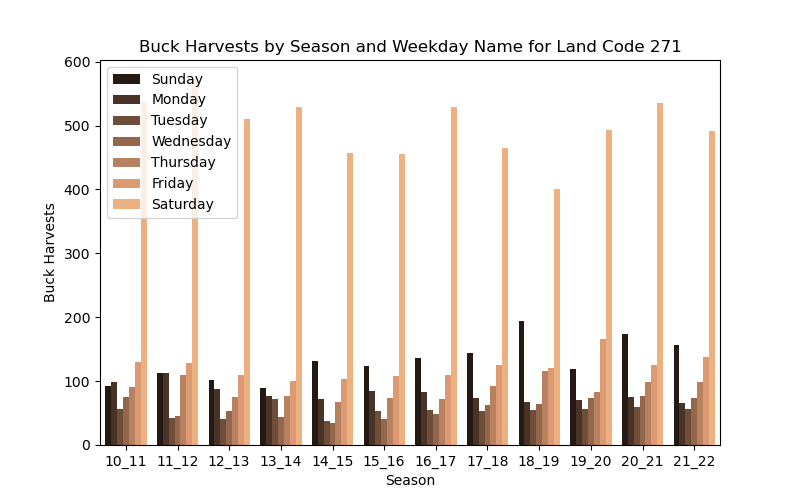 Buck Harvests by Season and Weekday Name for Land Code 271
600
500
400
300
200
100
0
Buck Harvests
Sunday
Monday
Tuesday
Wednesday
Thursday
Friday
Saturday
10_11 11_12 12_13 13_14 14_15 15_16 16_17 17_18 18_19 19_20 20_21 21_22
Season